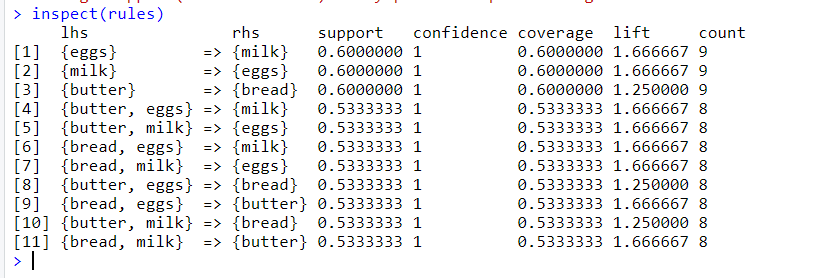 > inspect(rules)
     lhs               rhs      support   confidence coverage  lift     count
[1]  {eggs}         => {milk}   0.6000000 1          0.6000000 1.666667 9
[2]  {milk}         => {eggs}   0.6000000 1          0.6000000 1.666667 9
[3]  {butter}       => {bread}  0.6000000 1          0.6000000 1.250000 9
[4]  {butter, eggs} => {milk}   0.5333333 1          0.5333333 1.666667 8
[5]  {butter, milk} => {eggs}   0.5333333 1          0.5333333 1.666667 8
[6]  {bread, eggs}  => {milk}   0.5333333 1          0.5333333 1.666667 8
[7]  {bread, milk}  => {eggs}   0.5333333 1          0.5333333 1.666667 8
[8]  {butter, eggs} => {bread}  0.5333333 1          0.5333333 1.250000 8
[9]  {bread, eggs}  => {butter} 0.5333333 1          0.5333333 1.666667 8
[10] {butter, milk} => {bread}  0.5333333 1          0.5333333 1.250000 8
[11] {bread, milk}  => {butter} 0.5333333 1          0.5333333 1.666667 8
>